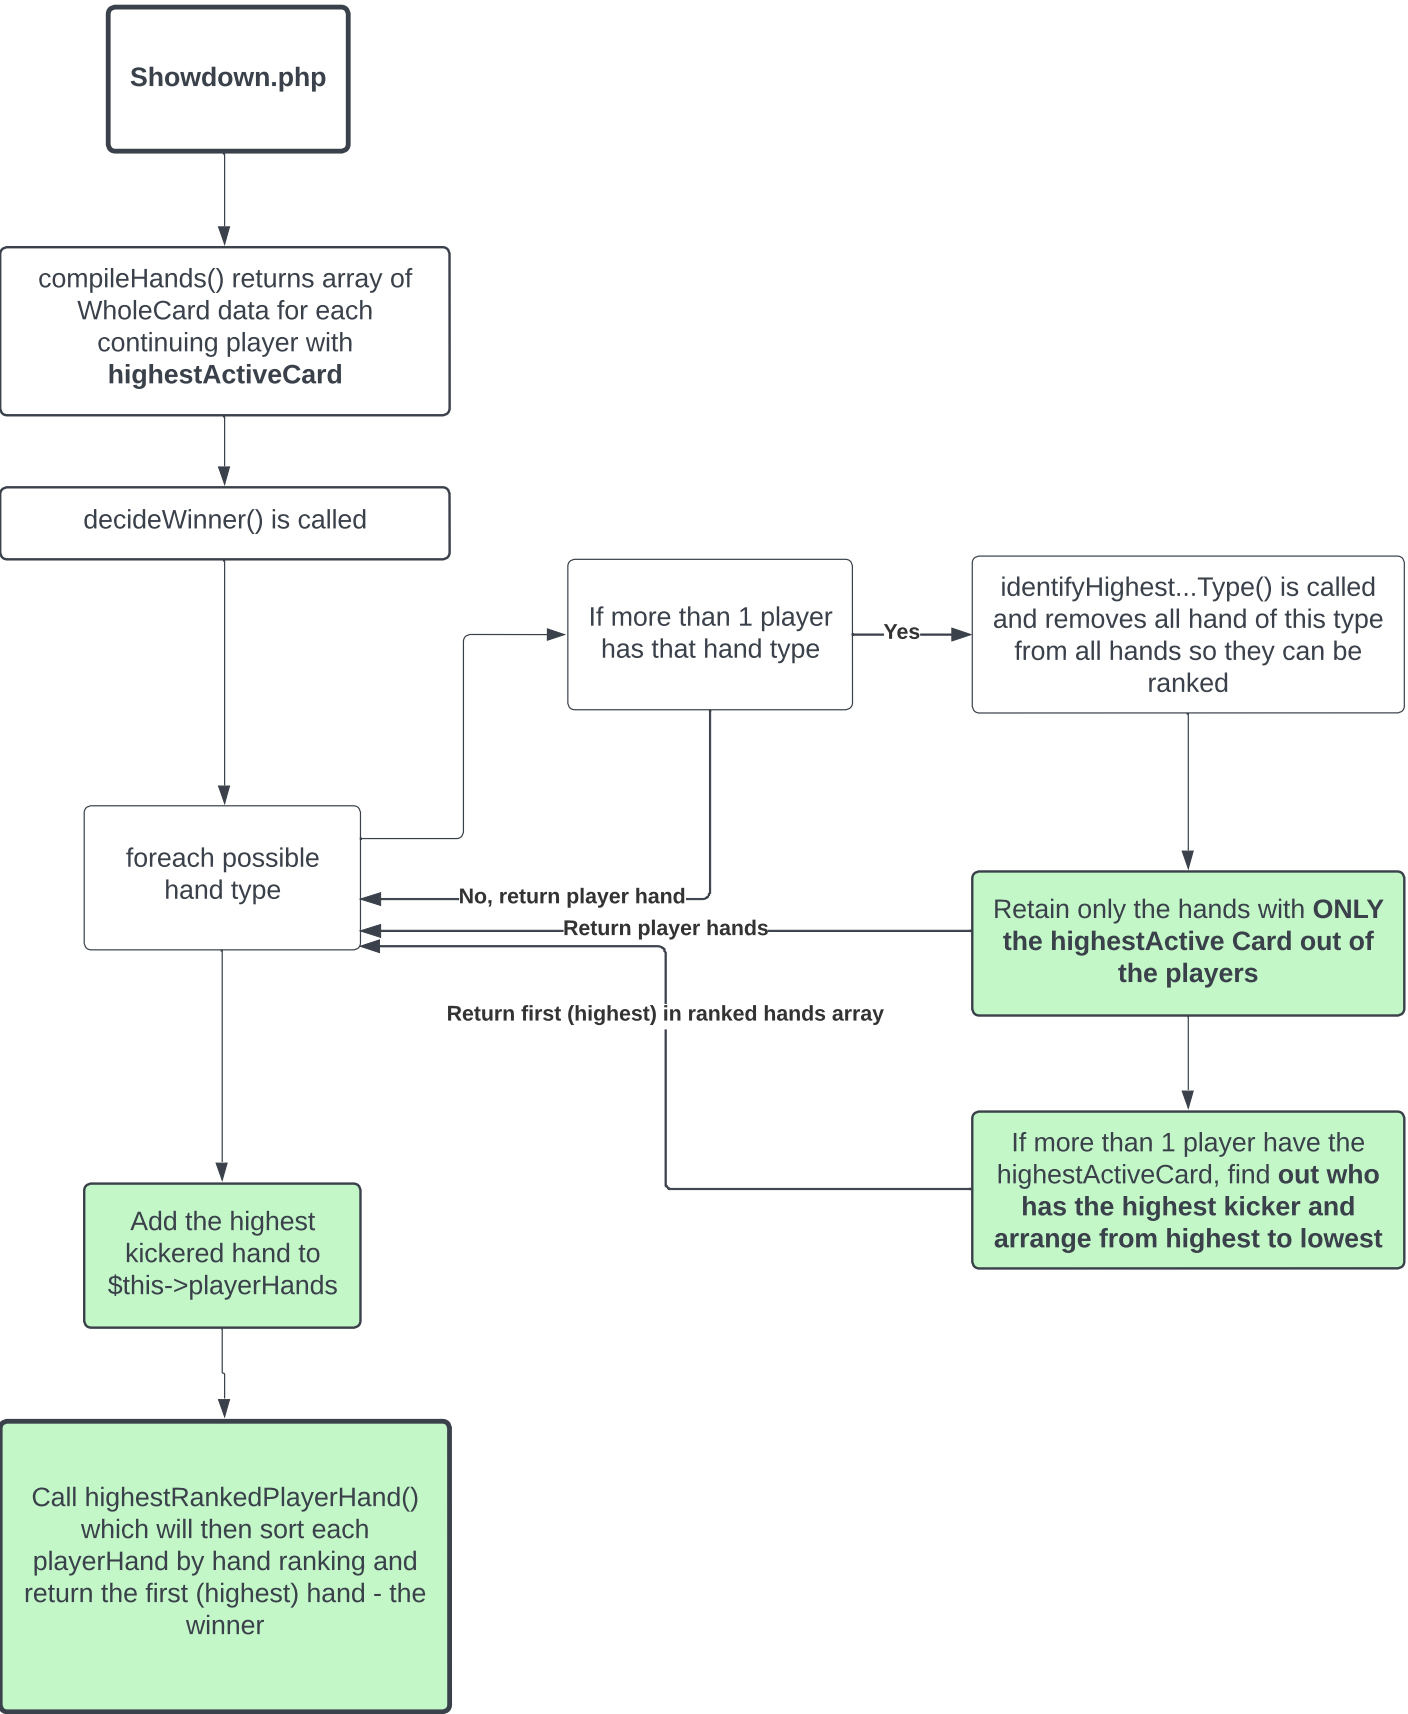 Showdown.php
compileHands() returns array of
WholeCard data for each
continuing player with
highestActiveCard
decideWinner() is called
If more than 1 player
has that hand type
Yes
identifyHighest...Type() is called
and removes all hand of this type
from all hands so they can be
ranked
foreach possible
hand type
No, return player hand
Return player hands
Retain only the hands with ONLY
the highestActive Card out of
the players
Return first (highest) in ranked hands array
If more than 1 player have the
highestActiveCard, find out who
has the highest kicker and
arrange from highest to lowest
Add the highest
kickered hand to
$this->playerHands
Call highestRankedPlayerHand()
which will then sort each
playerHand by hand ranking and
return the first (highest) hand - the
winner